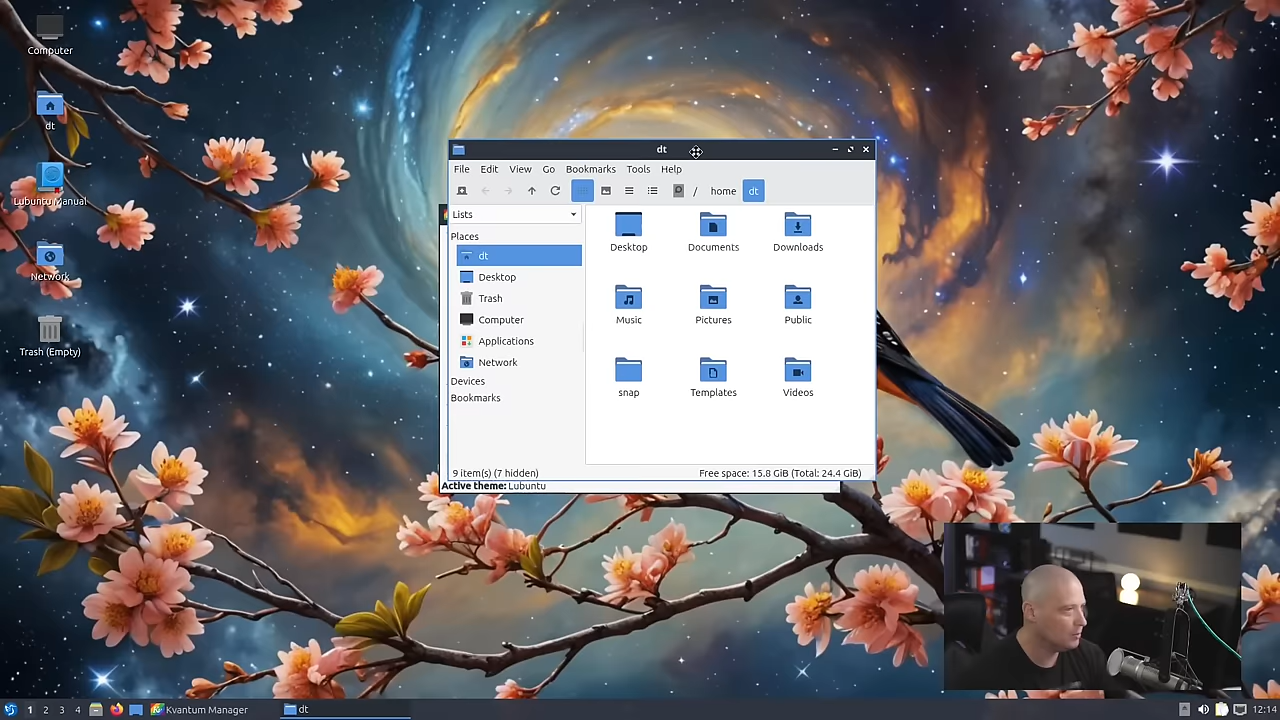 Computer
dt
Lubuntu Manual
Network
Trash (Empty)
dt
File Edit View Go Bookmarks Tools Help
/ home dt
Lists
Places
dt
Desktop
Trash
Computer
Applications
Network
Devices
Bookmarks
Desktop Documents Downloads
Music Pictures Public
snap Templates Videos
9 item(s) (7 hidden) Free space: 15.8 GiB (Total: 24.4 GiB)
Active theme: Lubuntu
1 2 3 4 Kvantum Manager dt 12:14